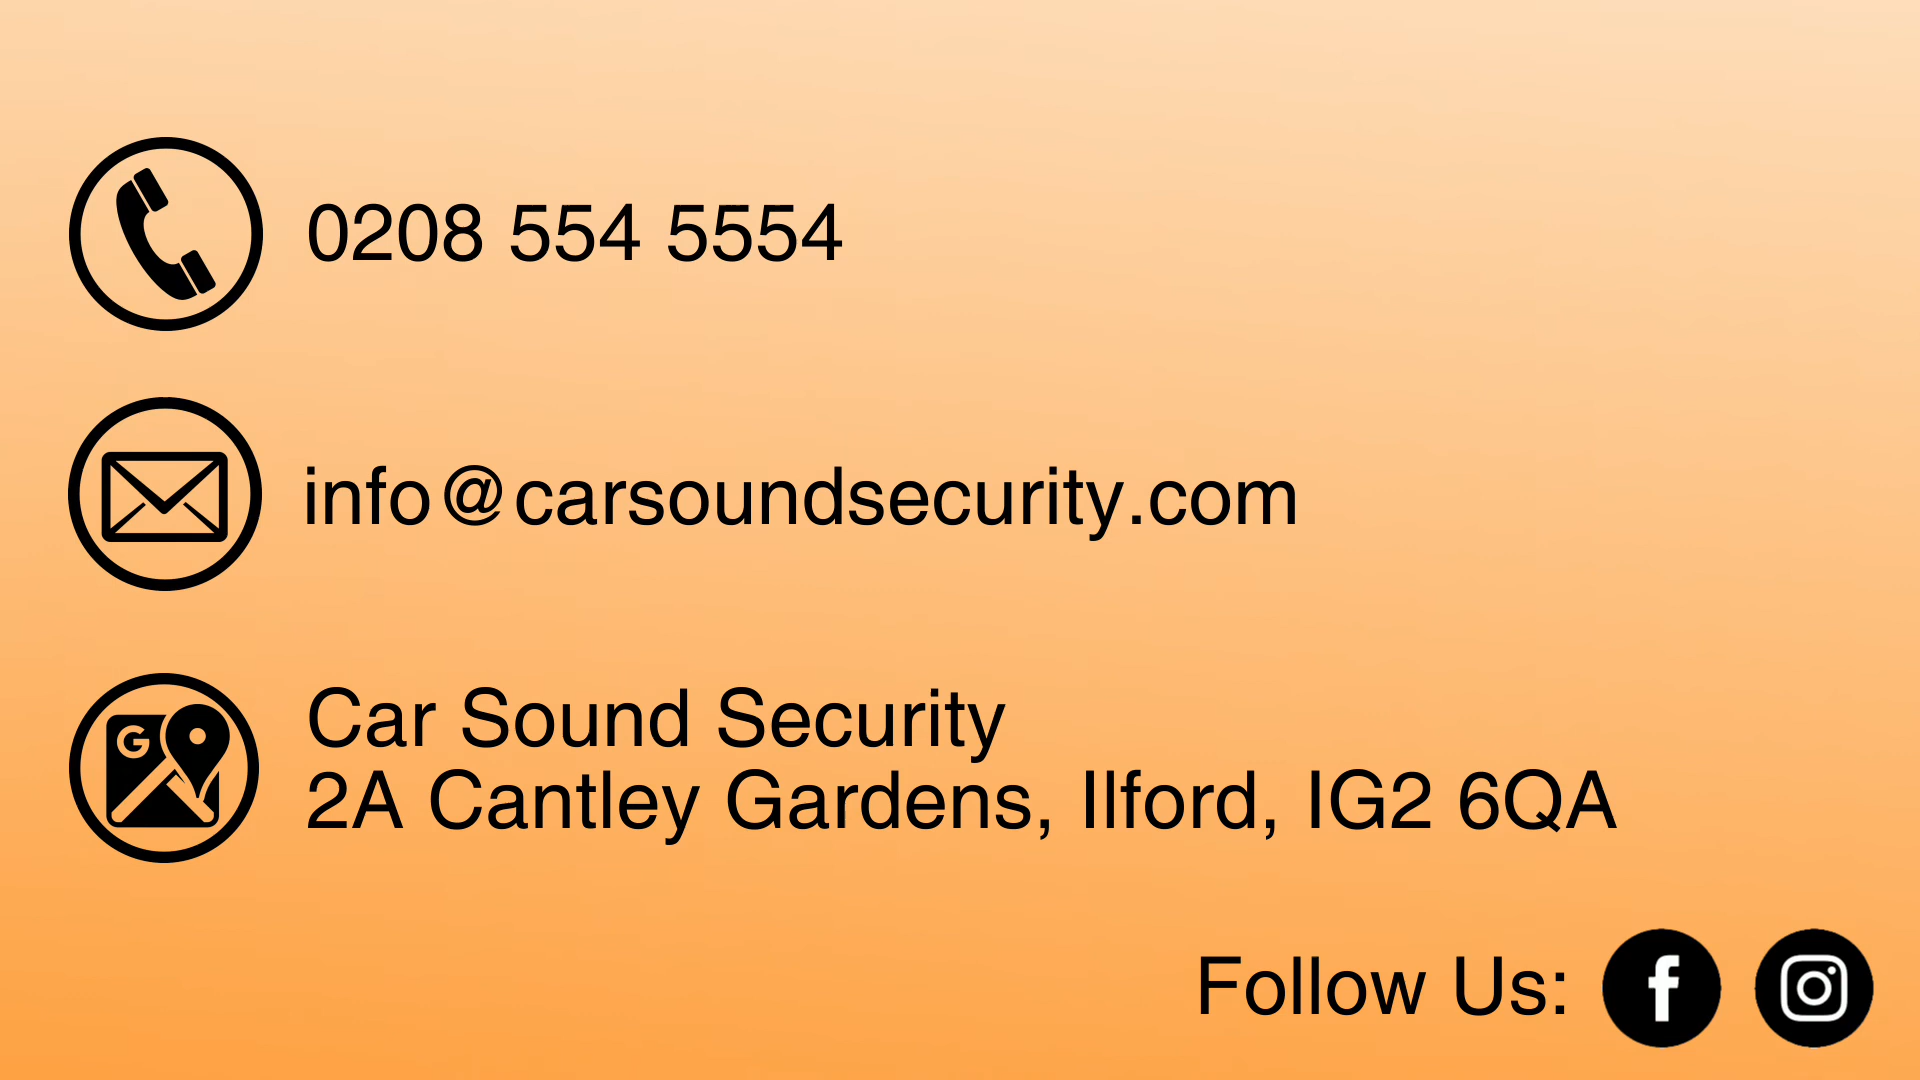 0208 554 5554
info@carsoundsecurity.com
Car Sound Security
2A Cantley Gardens, Ilford, IG2 6QA
Follow Us: